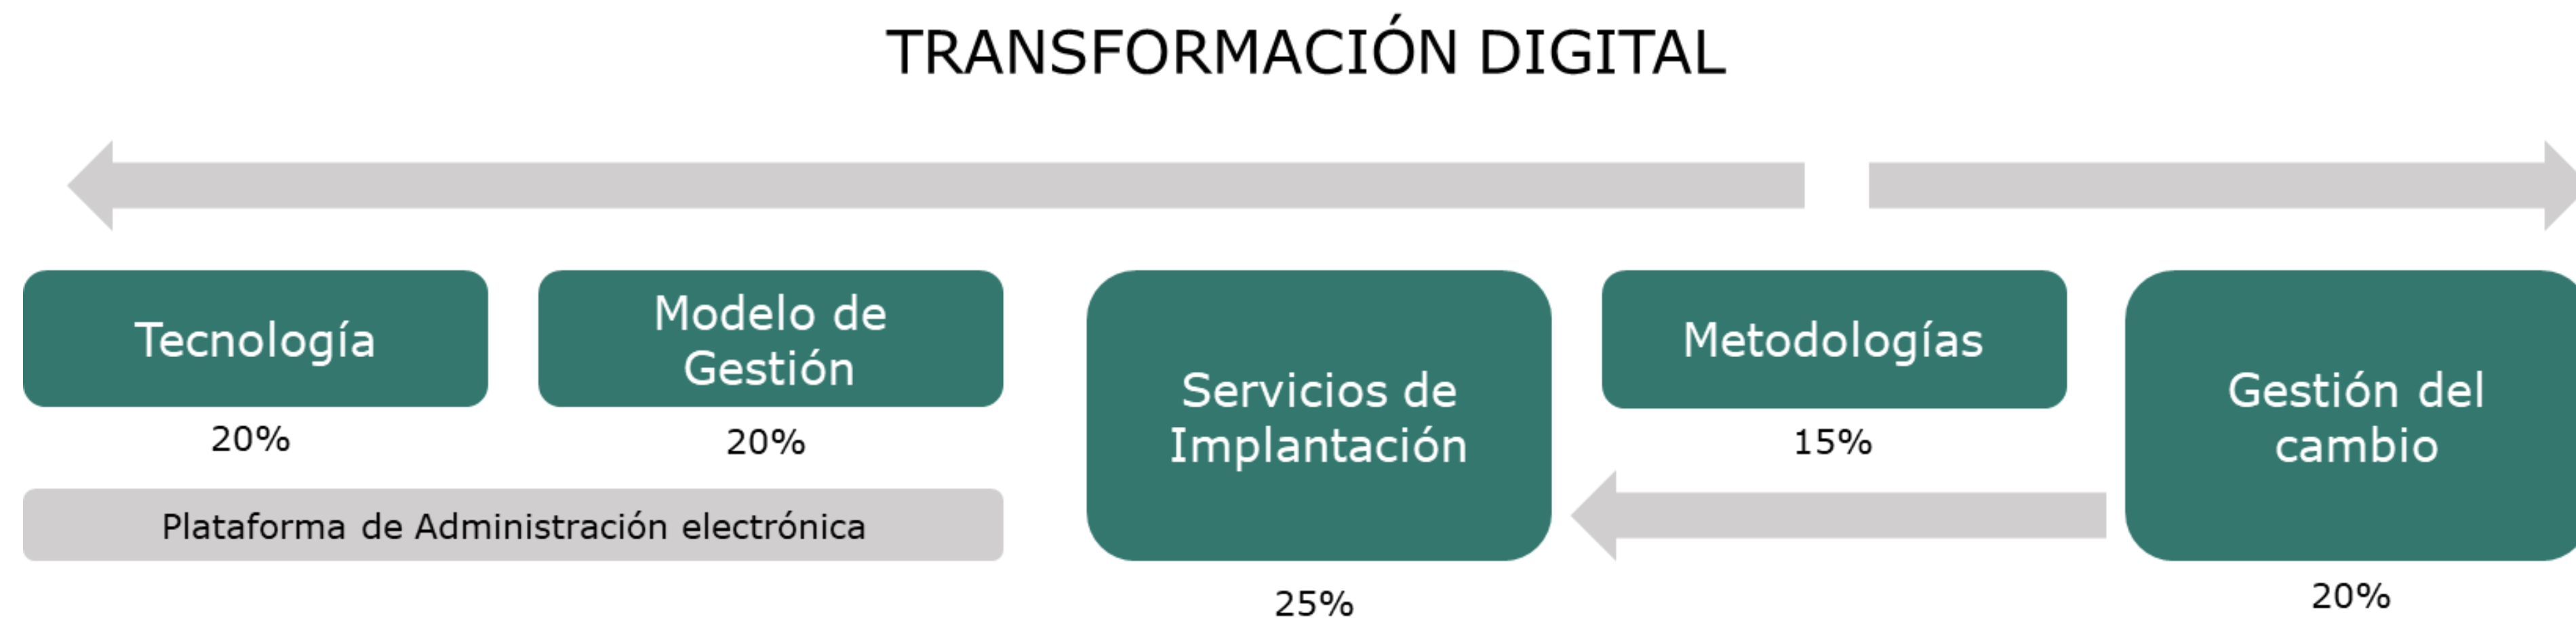 TRANSFORMACIÓN DIGITAL
Tecnología
20%
Modelo de
Gestión
20%
Plataforma de Administración electrónica
Servicios de
Implantación
25%
Metodologías
15%
Gestión del
cambio
20%